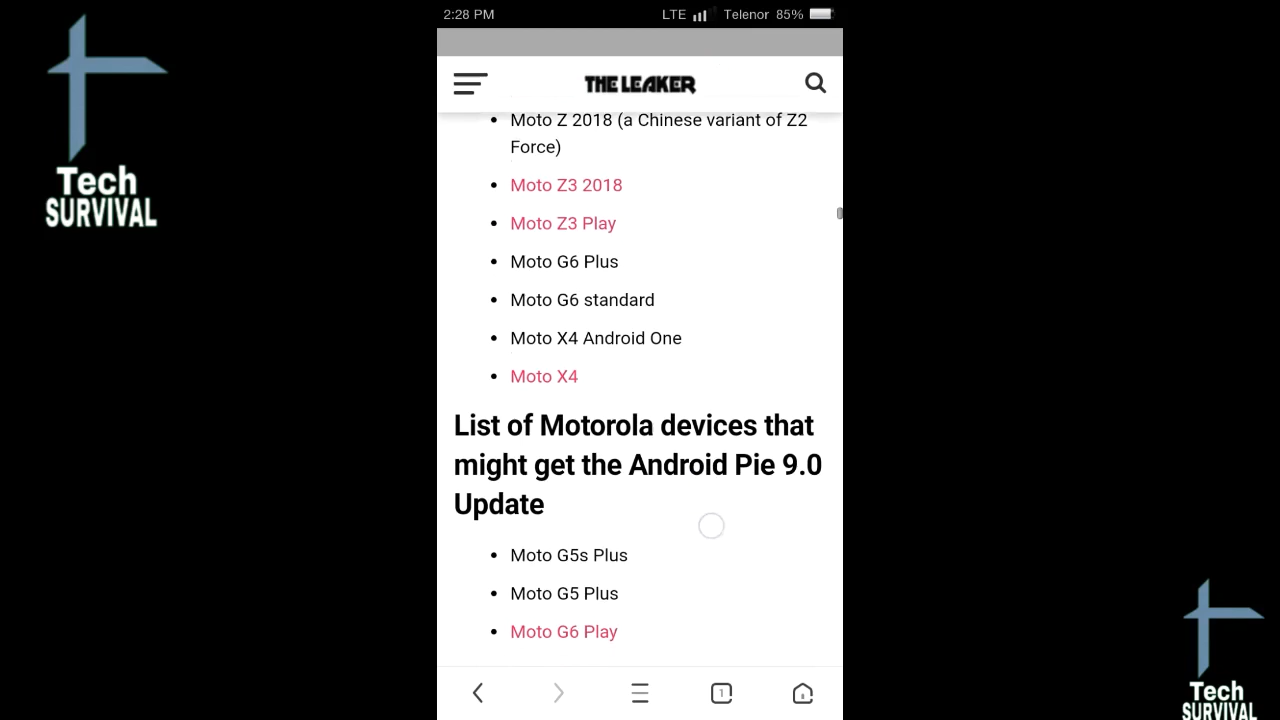 2:28 PM LTE Telenor 85%
THE LEAKER
Tech
SURVIVAL
• Moto Z 2018 (a Chinese variant of Z2
Force)
• Moto Z3 2018
• Moto Z3 Play
• Moto G6 Plus
• Moto G6 standard
• Moto X4 Android One
• Moto X4
List of Motorola devices that
might get the Android Pie 9.0
Update
• Moto G5s Plus
• Moto G5 Plus
• Moto G6 Play
1
Tech
SURVIVAL